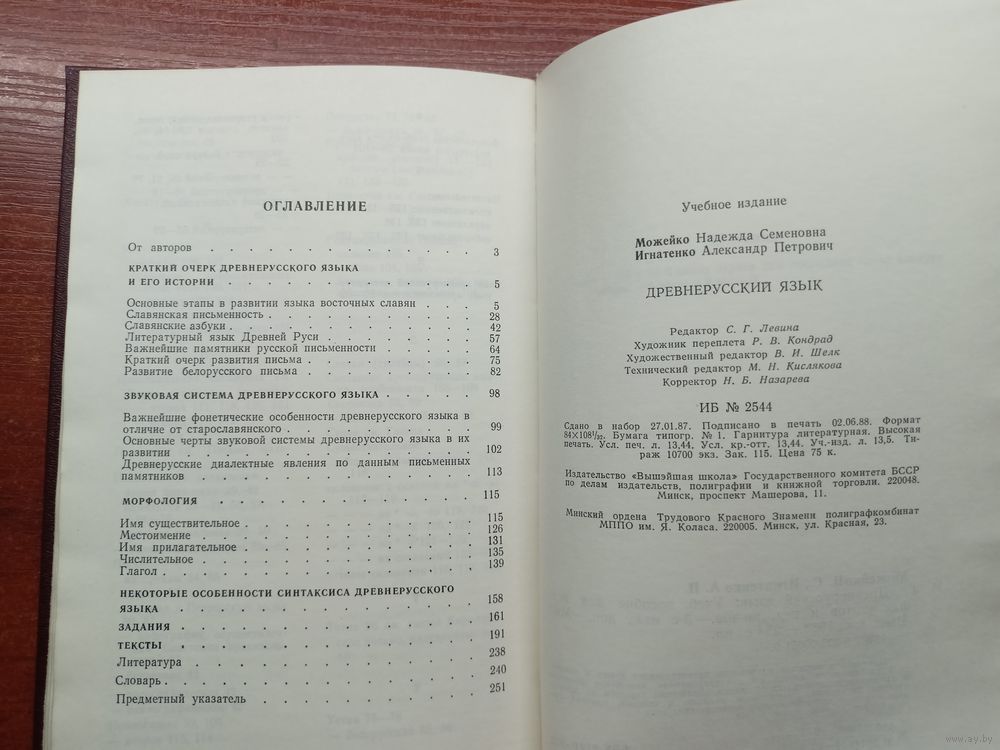 ОГЛАВЛЕНИЕ
От авторов . . . . . . . . . . . . 3
КРАТКИЙ ОЧЕРК ДРЕВНЕРУССКОГО ЯЗЫКА
И ЕГО ИСТОРИИ . . . . . . . . . . . 5
Основные этапы в развитии языка восточных славян . . 5
Славянская письменность . . . . . . . . . 28
Славянские азбуки . . . . . . . . . . . 42
Литературный язык Древней Руси . . . . . . 57
Важнейшие памятники русской письменности . . . . 64
Краткий очерк развития письма . . . . . . . 75
Развитие белорусского письма . . . . . . . 82
ЗВУКОВАЯ СИСТЕМА ДРЕВНЕРУССКОГО ЯЗЫКА . . . . . 98
Важнейшие фонетические особенности древнерусского языка в
отличие от старославянского . . . . . . . . 99
Основные черты звуковой системы древнерусского языка в их
развитии . . . . . . . . . . . . . 102
Древнерусские диалектные явления по данным письменных
памятников . . . . . . . . . . . . 113
МОРФОЛОГИЯ . . . . . . . . . . . . 115
Имя существительное . . . . . . . . . . 115
Местоимение . . . . . . . . . . . . 126
Имя прилагательное . . . . . . . . . . 131
Числительное . . . . . . . . . . . . 135
Глагол . . . . . . . . . . . . . 139
НЕКОТОРЫЕ ОСОБЕННОСТИ СИНТАКСИСА ДРЕВНЕРУССКОГО
ЯЗЫКА . . . . . . . . . . . . . 158
ЗАДАНИЯ . . . . . . . . . . . . . 161
ТЕКСТЫ . . . . . . . . . . . . . 191
Литература . . . . . . . . . . . . 238
Словарь . . . . . . . . . . . . . 240
Предметный указатель . . . . . . . . . . 251
Учебное издание
Можейко Надежда Семеновна
Игнатенко Александр Петрович
ДРЕВНЕРУССКИЙ ЯЗЫК
Редактор С. Г. Левина
Художник переплета Р. В. Кондрад
Художественный редактор В. И. Шелк
Технический редактор М. Н. Кислякова
Корректор Н. Б. Назарева
ИБ № 2544
Сдано в набор 27.01.87. Подписано в печать 02.06.88. Формат
84×108¹/₃₂. Бумага типогр. № 1. Гарнитура литературная. Высокая
печать. Усл. печ. л. 13,44. Усл. кр.-отт. 13,44. Уч.-изд. л. 13,5. Ти-
раж 10700 экз. Зак. 115. Цена 75 к.
Издательство «Вышэйшая школа» Государственного комитета БССР
по делам издательств, полиграфии и книжной торговли. 220048.
Минск, проспект Машерова, 11.
Минский ордена Трудового Красного Знамени полиграфкомбинат
МППО им. Я. Коласа. 220005. Минск, ул. Красная, 23.
www.ay.by